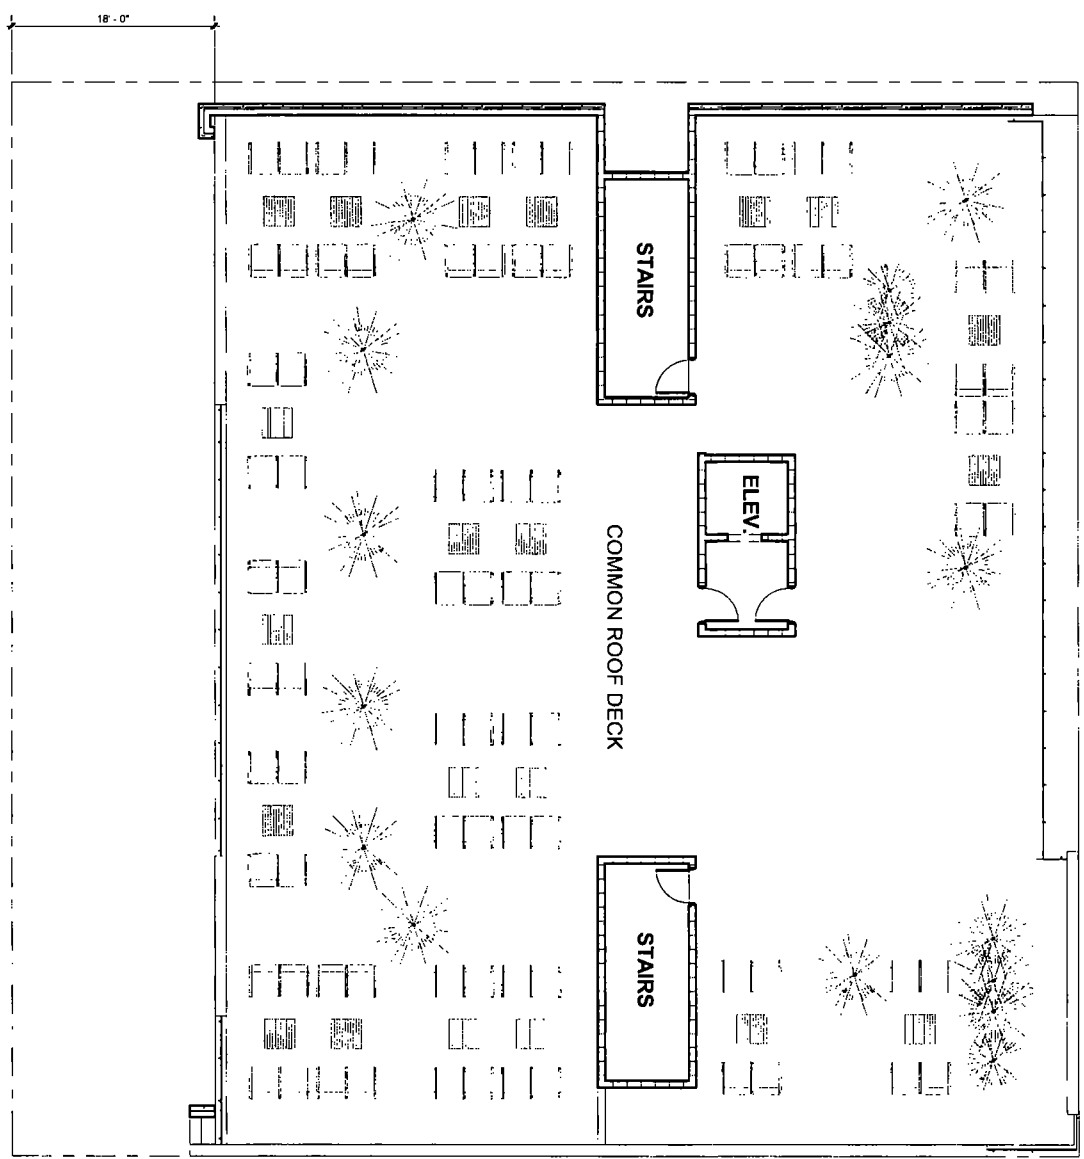 18' - 0"
STAIRS
ELEV.
COMMON ROOF DECK
STAIRS